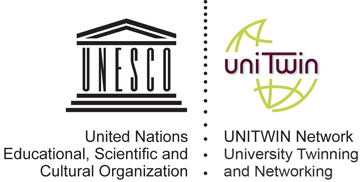 UNESCO
United Nations
Educational, Scientific and
Cultural Organization
uniTwin
UNITWIN Network
University Twinning
and Networking